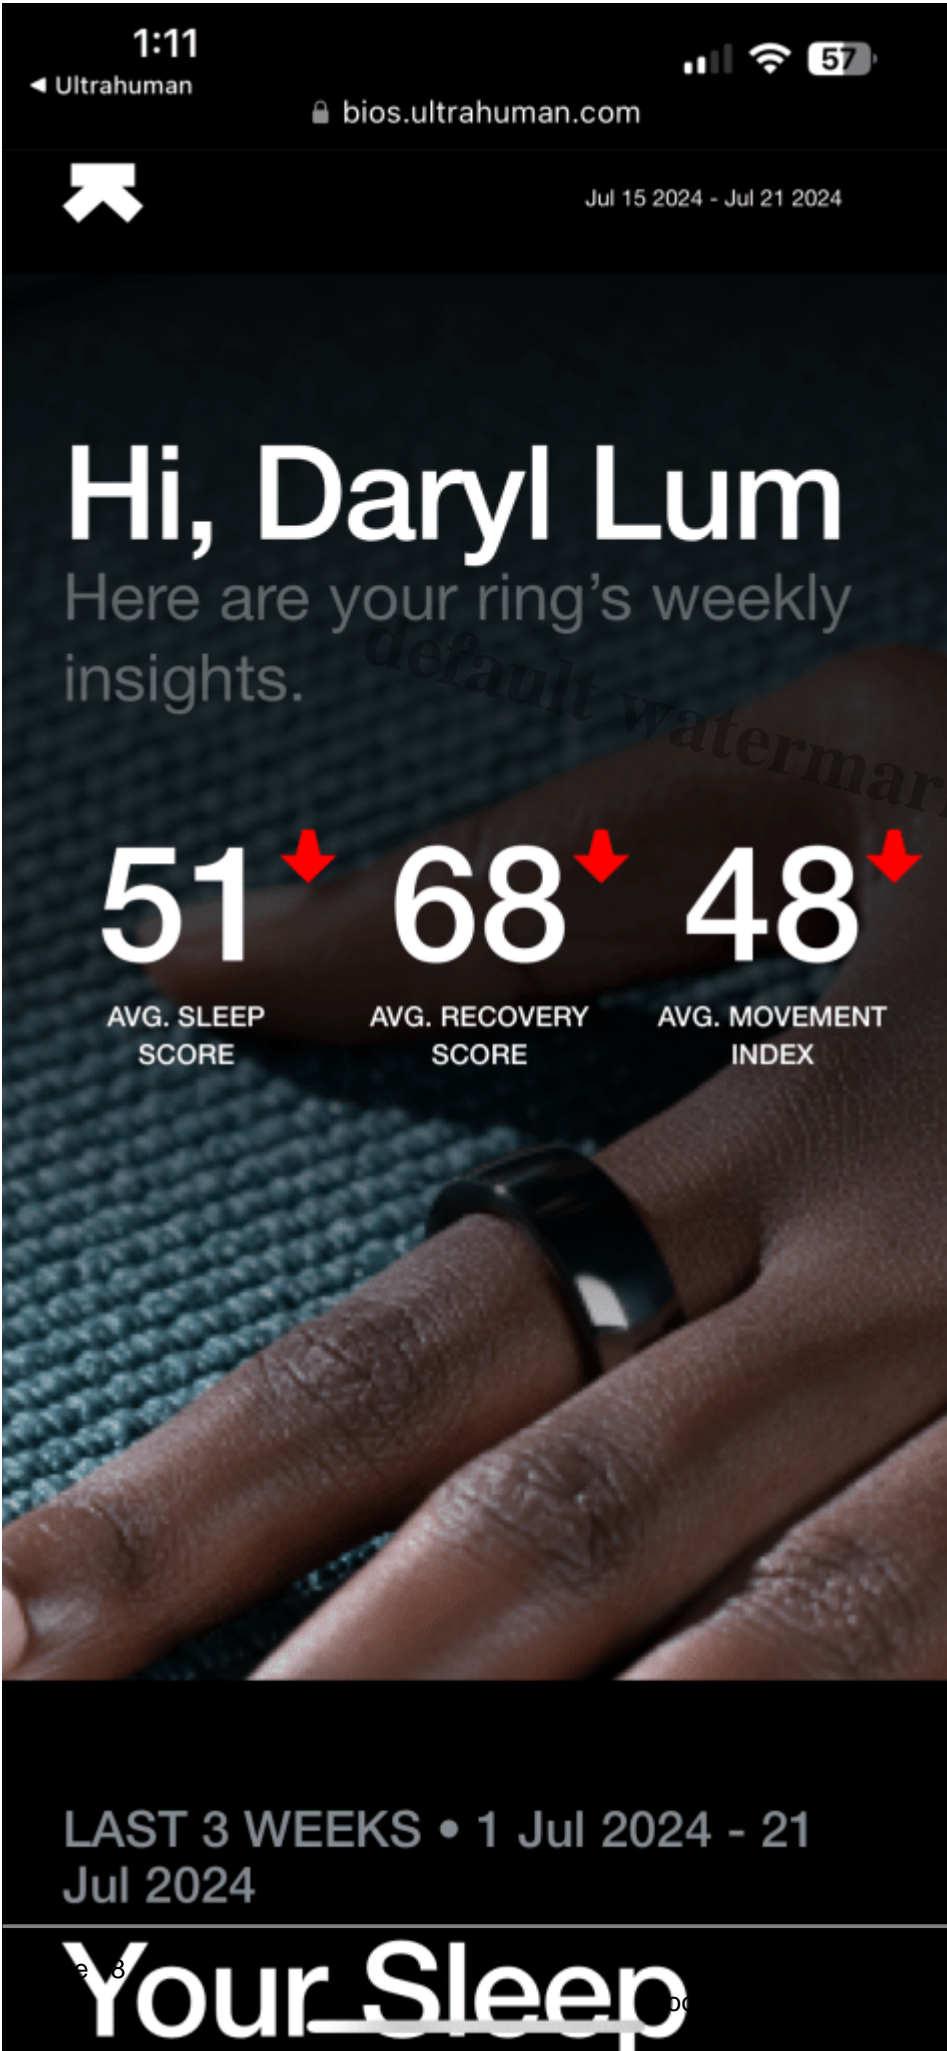 1:11
57
◀ Ultrahuman
bios.ultrahuman.com
Jul 15 2024 - Jul 21 2024
Hi, Daryl Lum
Here are your ring’s weekly
insights.
default watermar
51 68 48
AVG. SLEEP AVG. RECOVERY AVG. MOVEMENT
SCORE SCORE INDEX
LAST 3 WEEKS • 1 Jul 2024 - 21
Jul 2024
Your Sleep